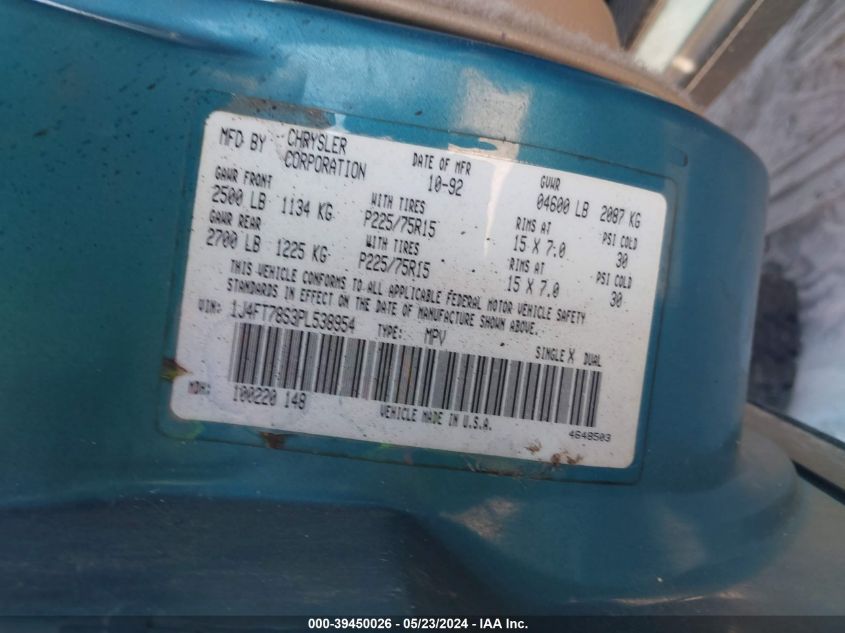 MFD BY CHRYSLER CORPORATION DATE OF MFR 10-92 GVWR 04600 LB 2087 KG
GAWR FRONT WITH TIRES RIMS AT PSI COLD
2500 LB 1134 KG P225/75R15 15 X 7.0 30
GAWR REAR WITH TIRES RIMS AT PSI COLD
2700 LB 1225 KG P225/75R15 15 X 7.0 30
THIS VEHICLE CONFORMS TO ALL APPLICABLE FEDERAL MOTOR VEHICLE SAFETY
STANDARDS IN EFFECT ON THE DATE OF MANUFACTURE SHOWN ABOVE.
VIN: 1J4FT78S3PL538954 TYPE: MPV SINGLE X DUAL
MDH: 100220 148 VEHICLE MADE IN U.S.A. 4648503
000-39450026 - 05/23/2024 - IAA Inc.